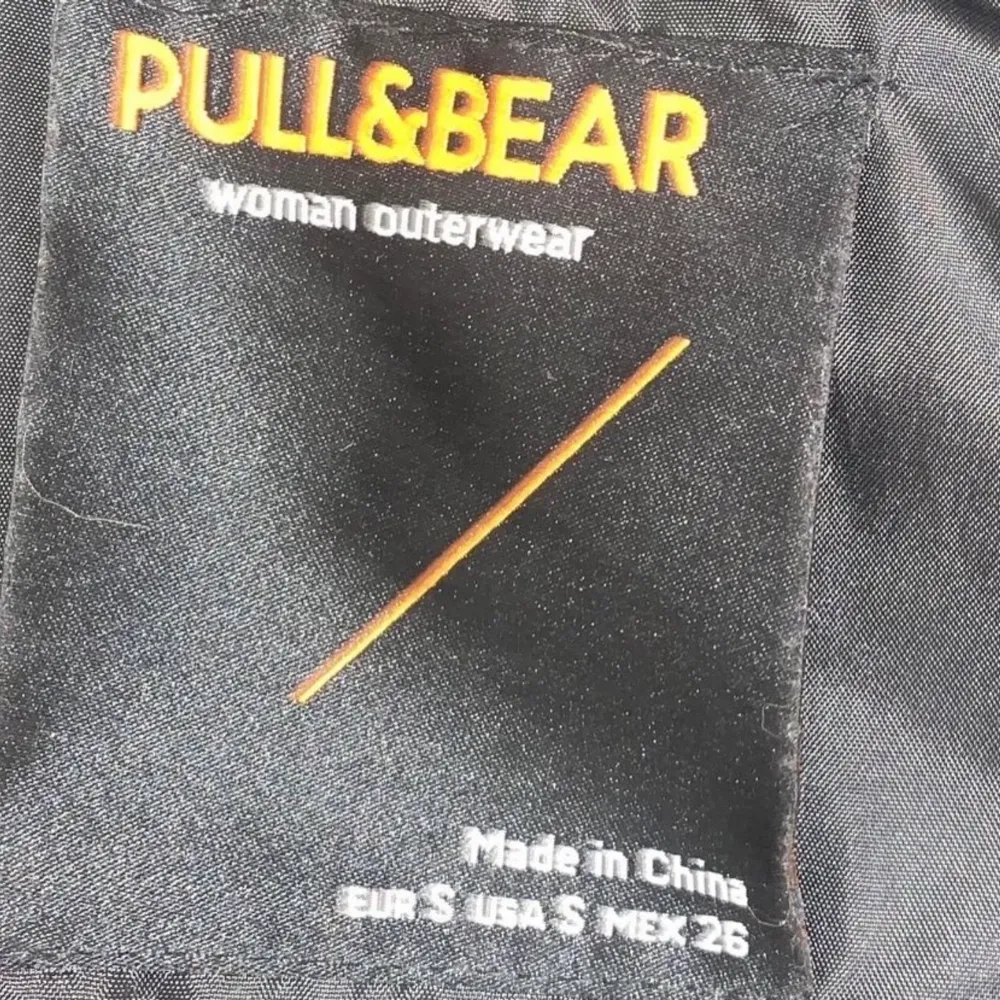 PULL&BEAR
woman outerwear
Made in China
EUR S USA S MEX 26